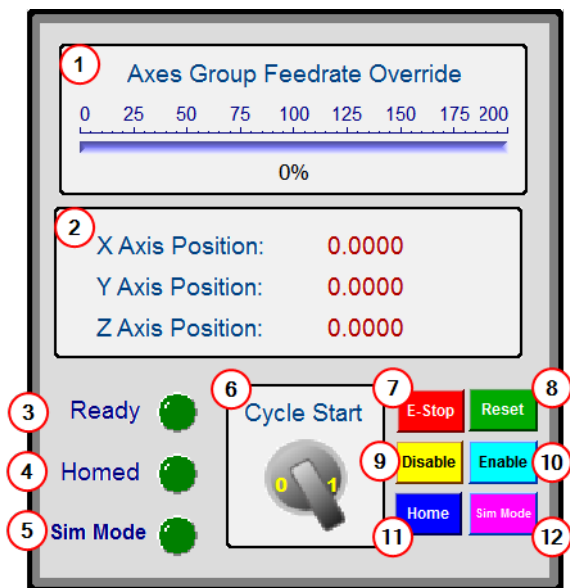 1
Axes Group Feedrate Override
0 25 50 75 100 125 150 175 200
0%
2
X Axis Position: 0.0000
Y Axis Position: 0.0000
Z Axis Position: 0.0000
3 Ready
4 Homed
5 Sim Mode
6
Cycle Start
0 1
7 E-Stop
Reset 8
9 Disable
Enable 10
Home 11
Sim Mode 12